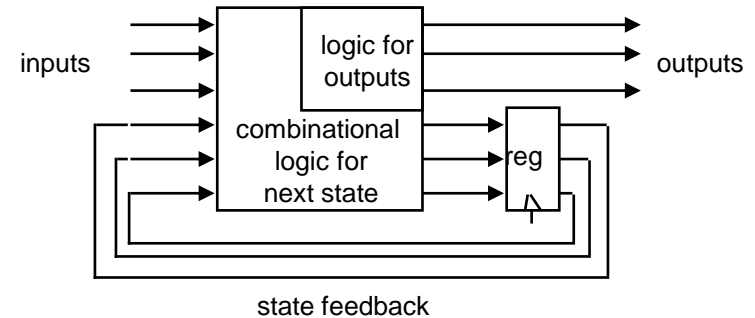 inputs
logic for
outputs
outputs
combinational
logic for
next state
reg
state feedback